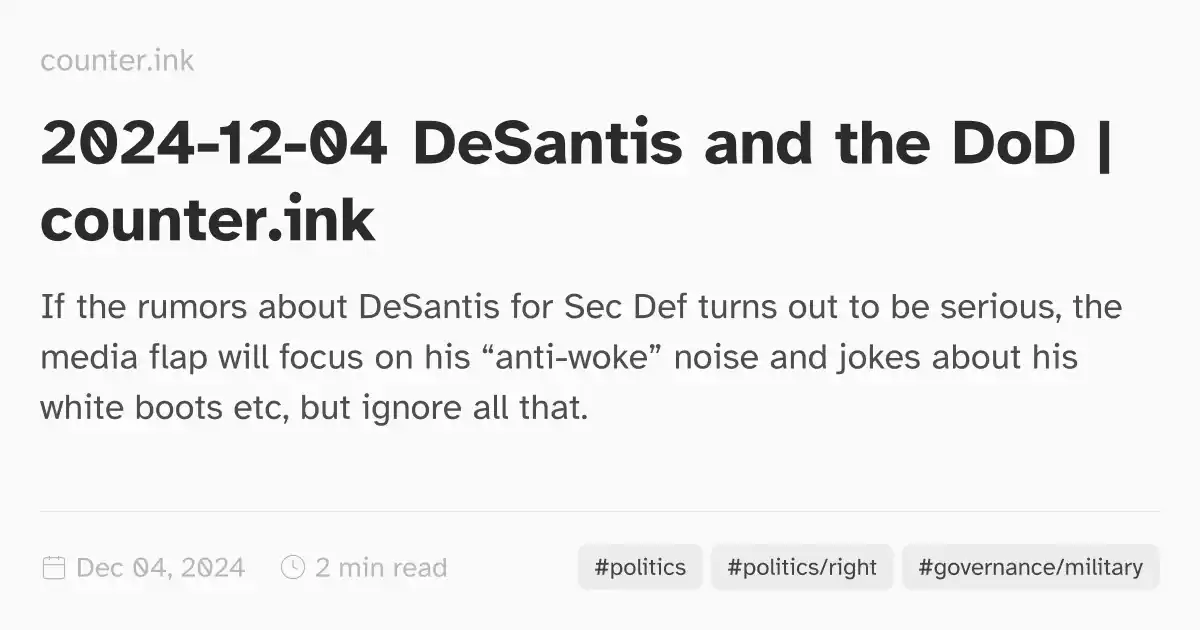 counter.ink
2024-12-04 DeSantis and the DoD |
counter.ink
If the rumors about DeSantis for Sec Def turns out to be serious, the
media flap will focus on his “anti-woke” noise and jokes about his
white boots etc, but ignore all that.
Dec 04, 2024 2 min read #politics #politics/right #governance/military